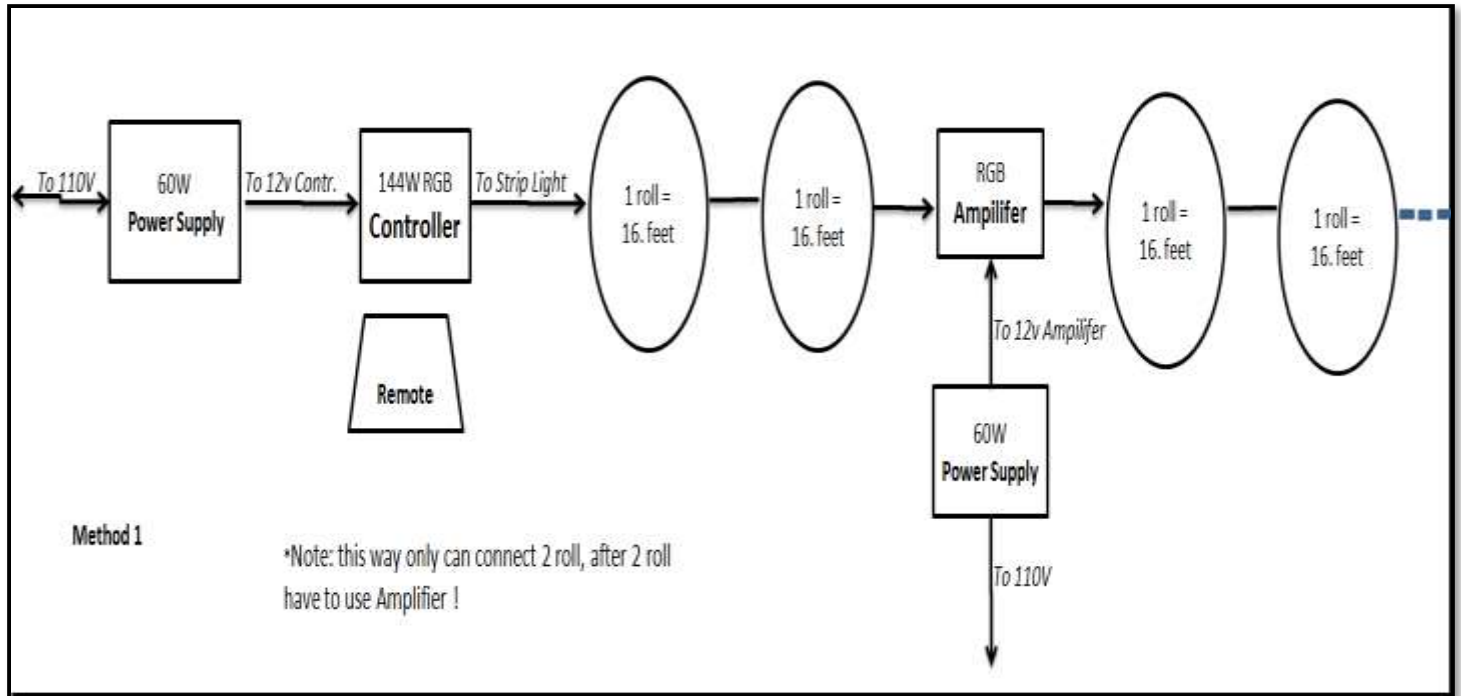 To 110V
60W
Power Supply
To 12v Contr.
144W RGB
Controller
To Strip Light
1 roll =
16. feet
1 roll =
16. feet
RGB
Ampilifer
1 roll =
16. feet
1 roll =
16. feet
Remote
To 12v Ampilifer
60W
Power Supply
To 110V
Method 1
*Note: this way only can connect 2 roll, after 2 roll
have to use Amplifier !